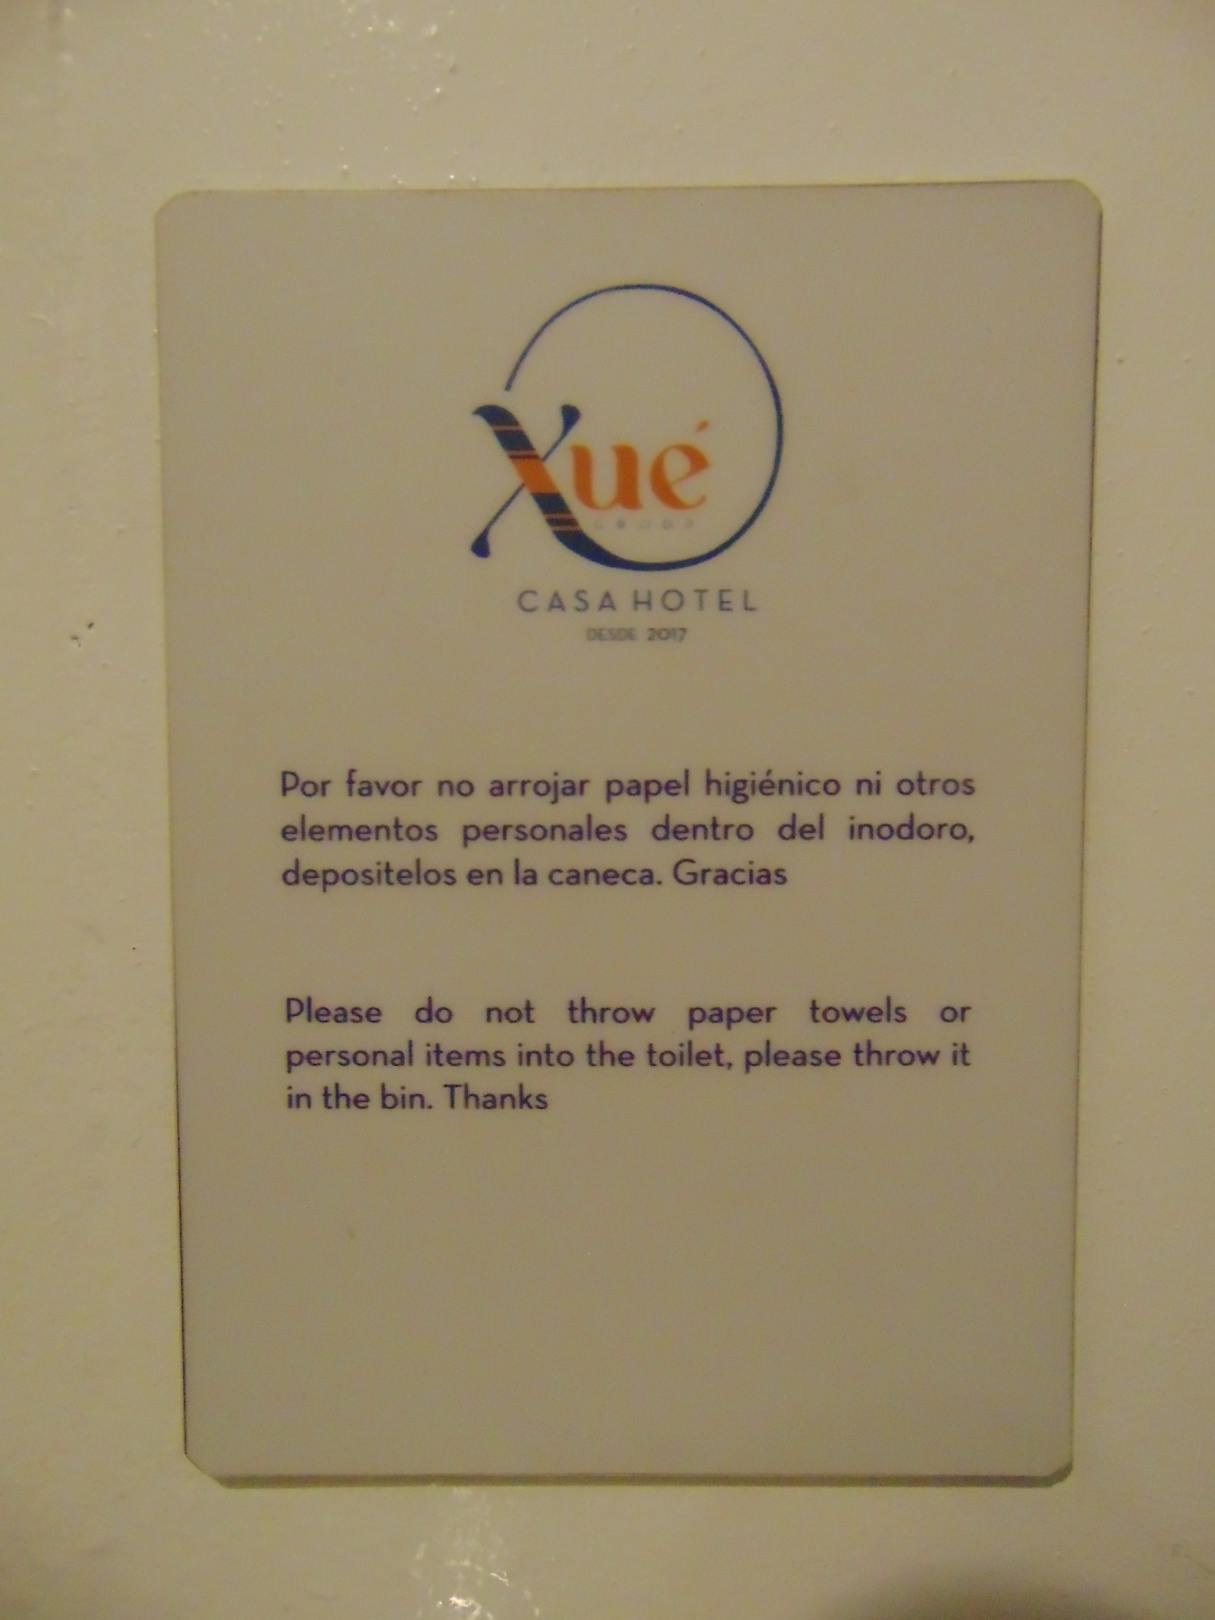 Xué
CASA HOTEL
DESDE 2017
Por favor no arrojar papel higiénico ni otros
elementos personales dentro del inodoro,
depositelos en la caneca. Gracias
Please do not throw paper towels or
personal items into the toilet, please throw it
in the bin. Thanks